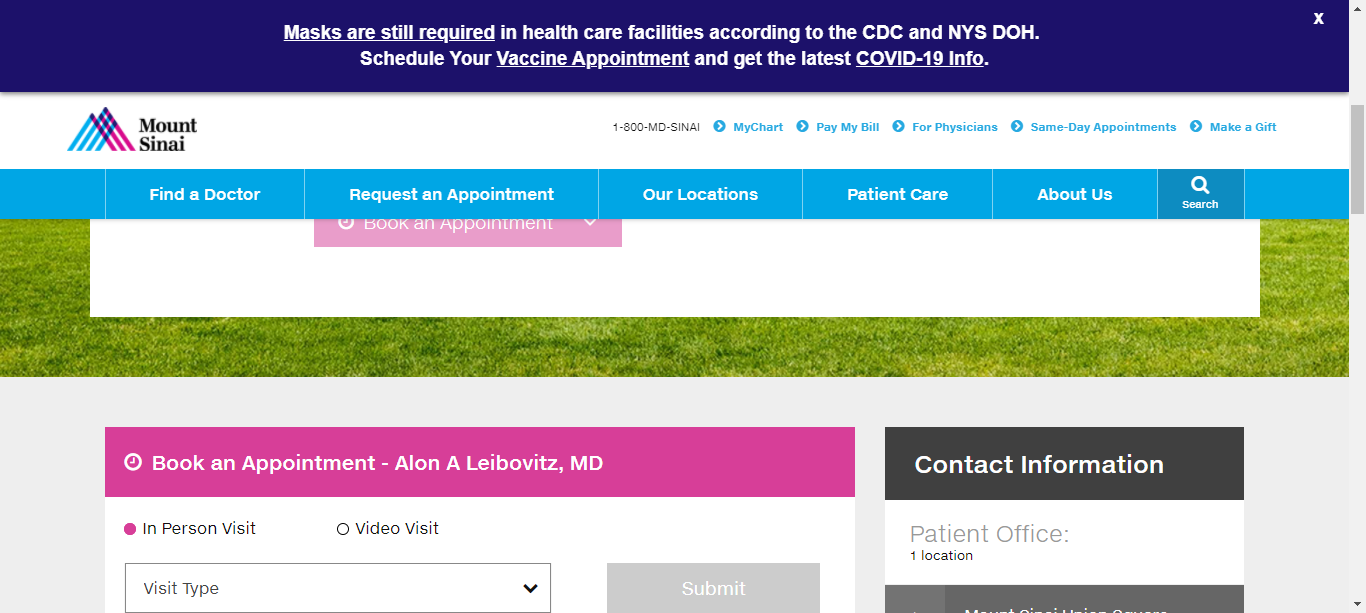 Masks are still required in health care facilities according to the CDC and NYS DOH.
X
Schedule Your Vaccine Appointment and get the latest COVID-19 Info.
Mount
Sinai
1-800-MD-SINAI MyChart Pay My Bill For Physicians Same-Day Appointments Make a Gift
Find a Doctor Request an Appointment Our Locations Patient Care About Us Search
Book an Appointment
Book an Appointment - Alon A Leibovitz, MD
In Person Visit Video Visit
Visit Type Submit
Contact Information
Patient Office:
1 location
Mount Sinai Union Square